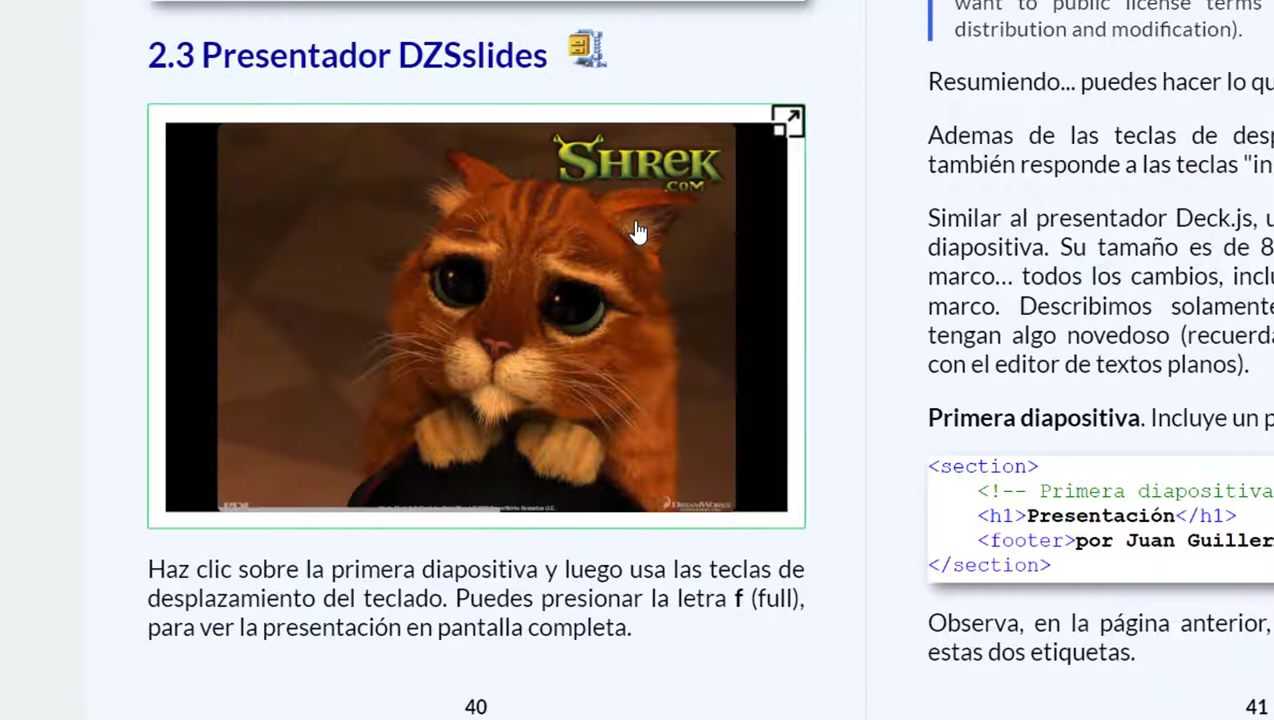 2.3 Presentador DZSslides
SHREK
.COM
DREAMWORKS
Haz clic sobre la primera diapositiva y luego usa las teclas de
desplazamiento del teclado. Puedes presionar la letra f (full),
para ver la presentación en pantalla completa.
40
want to public license terms
distribution and modification).
Resumiendo... puedes hacer lo qu
Ademas de las teclas de desp
también responde a las teclas "in
Similar al presentador Deck.js, u
diapositiva. Su tamaño es de 8
marco... todos los cambios, inclu
marco. Describimos solamente
tengan algo novedoso (recuerda
con el editor de textos planos).
Primera diapositiva. Incluye un p
<section>
<!-- Primera diapositiva
<h1>Presentación</h1>
<footer>por Juan Guiller
</section>
Observa, en la página anterior,
estas dos etiquetas.
41